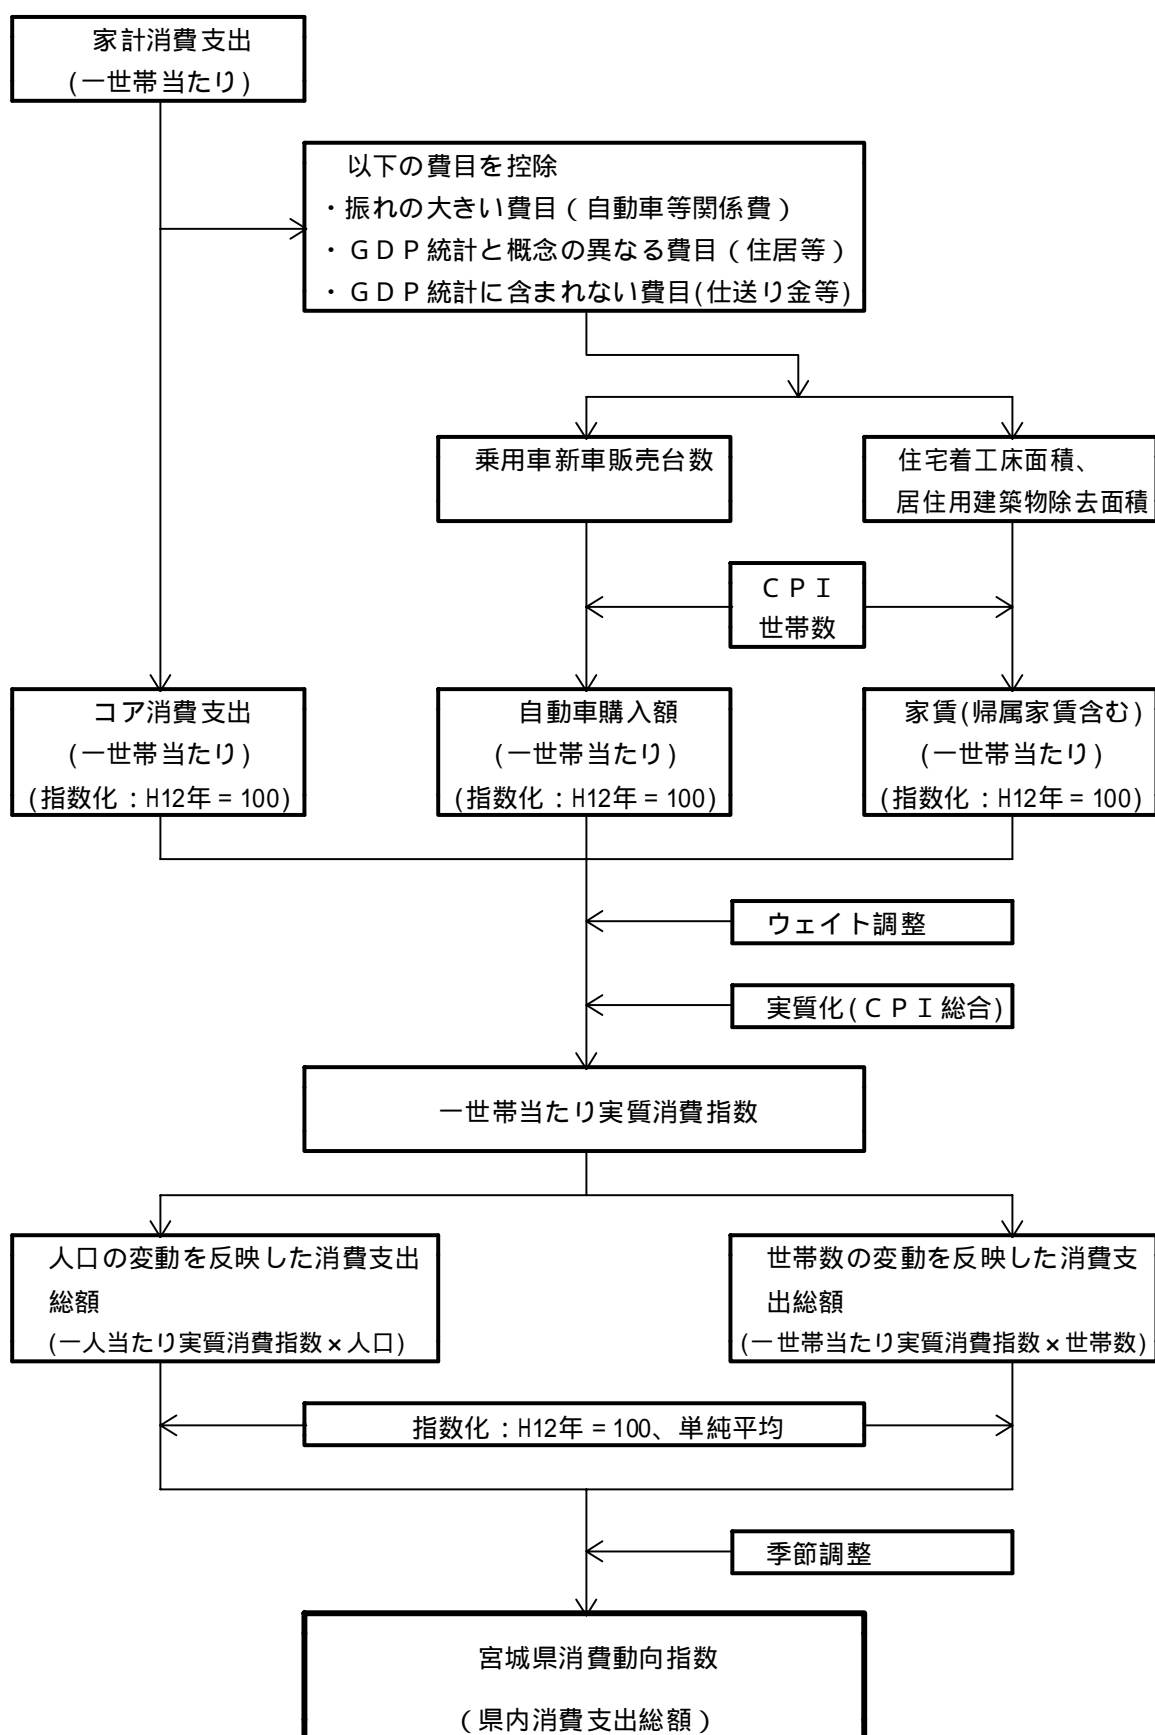 家計消費支出
(一世帯当たり)
以下の費目を控除
・振れの大きい費目（自動車等関係費）
・ＧＤＰ統計と概念の異なる費目（住居等）
・ＧＤＰ統計に含まれない費目(仕送り金等)
乗用車新車販売台数
住宅着工床面積、
居住用建築物除去面積
ＣＰＩ
世帯数
コア消費支出
(一世帯当たり)
(指数化：H12年＝100)
自動車購入額
(一世帯当たり)
(指数化：H12年＝100)
家賃(帰属家賃含む)
(一世帯当たり)
(指数化：H12年＝100)
ウェイト調整
実質化(ＣＰＩ総合)
一世帯当たり実質消費指数
人口の変動を反映した消費支出
総額
(一人当たり実質消費指数×人口)
世帯数の変動を反映した消費支
出総額
(一世帯当たり実質消費指数×世帯数)
指数化：H12年＝100、単純平均
季節調整
宮城県消費動向指数
（県内消費支出総額）